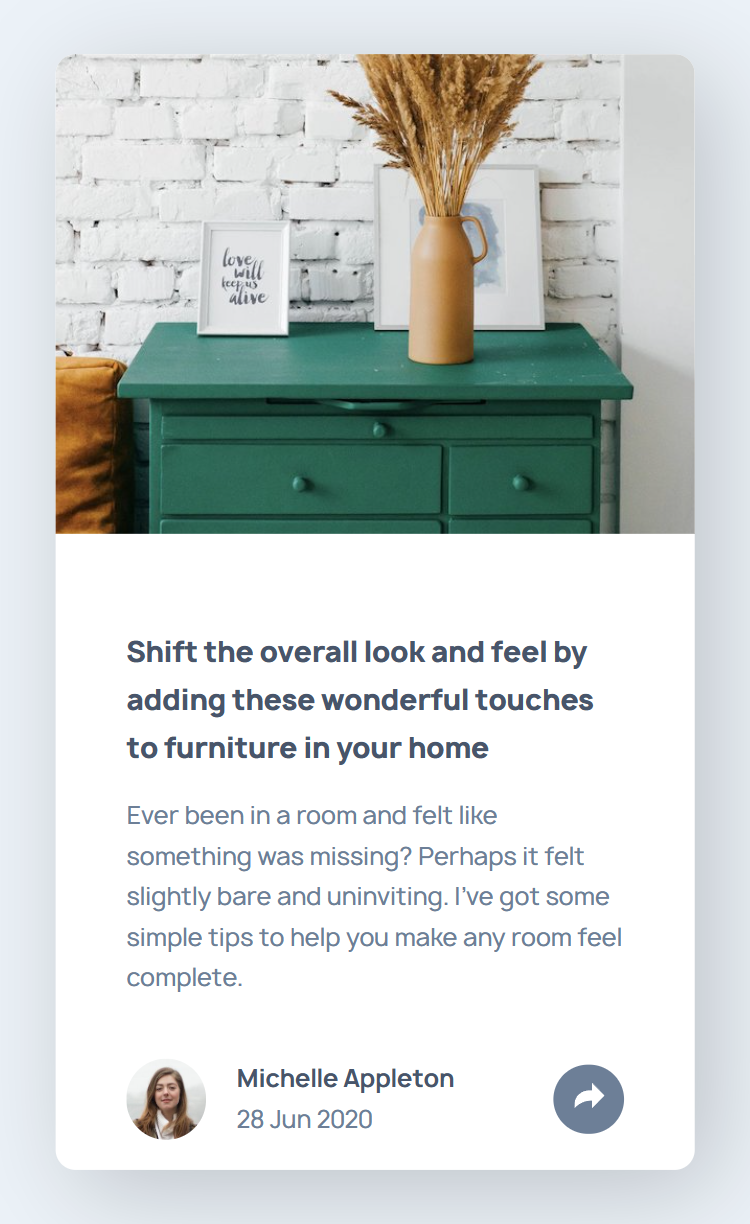 love
will
keep us
alive
Shift the overall look and feel by
adding these wonderful touches
to furniture in your home
Ever been in a room and felt like
something was missing? Perhaps it felt
slightly bare and uninviting. I’ve got some
simple tips to help you make any room feel
complete.
Michelle Appleton
28 Jun 2020